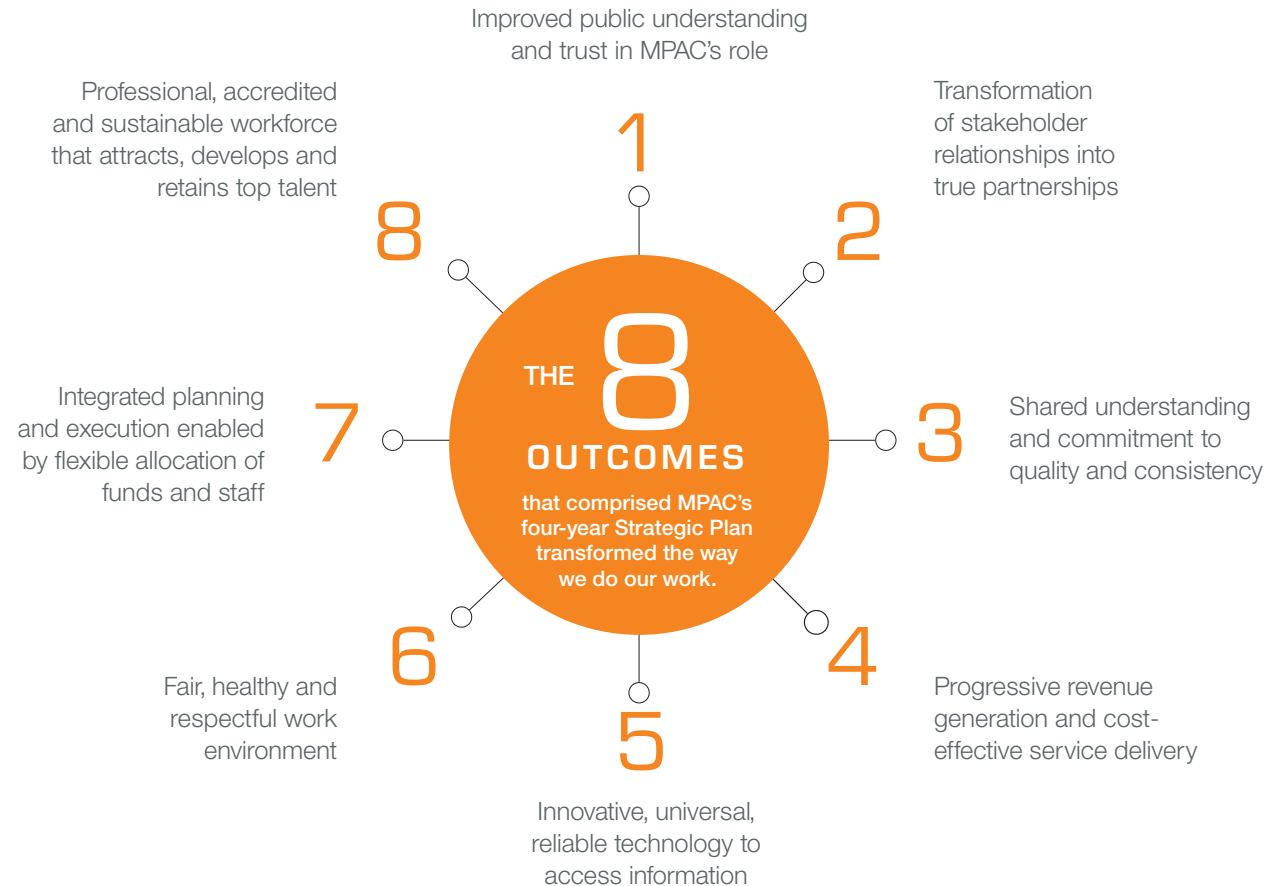 Improved public understanding
and trust in MPAC’s role
1
Transformation
of stakeholder
relationships into
true partnerships
2
Shared understanding
and commitment to
quality and consistency
3
Progressive revenue
generation and cost-
effective service delivery
4
Innovative, universal,
reliable technology to
access information
5
Fair, healthy and
respectful work
environment
6
Integrated planning
and execution enabled
by flexible allocation of
funds and staff
7
Professional, accredited
and sustainable workforce
that attracts, develops and
retains top talent
8
THE 8
OUTCOMES
that comprised MPAC’s
four-year Strategic Plan
transformed the way
we do our work.